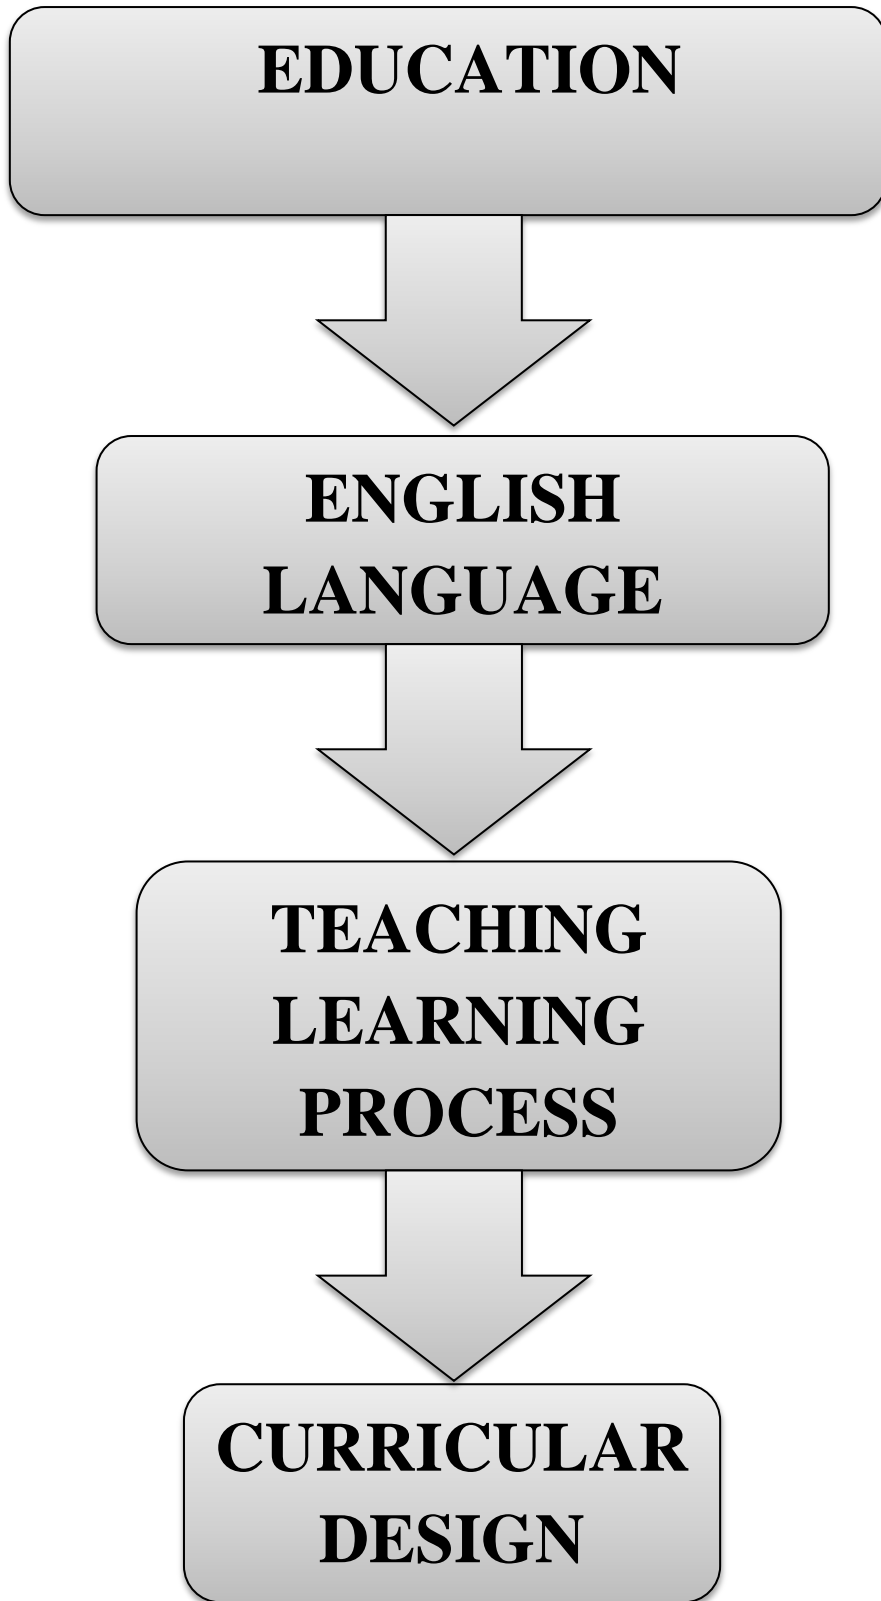 EDUCATION
ENGLISH
LANGUAGE
TEACHING
LEARNING
PROCESS
CURRICULAR
DESIGN